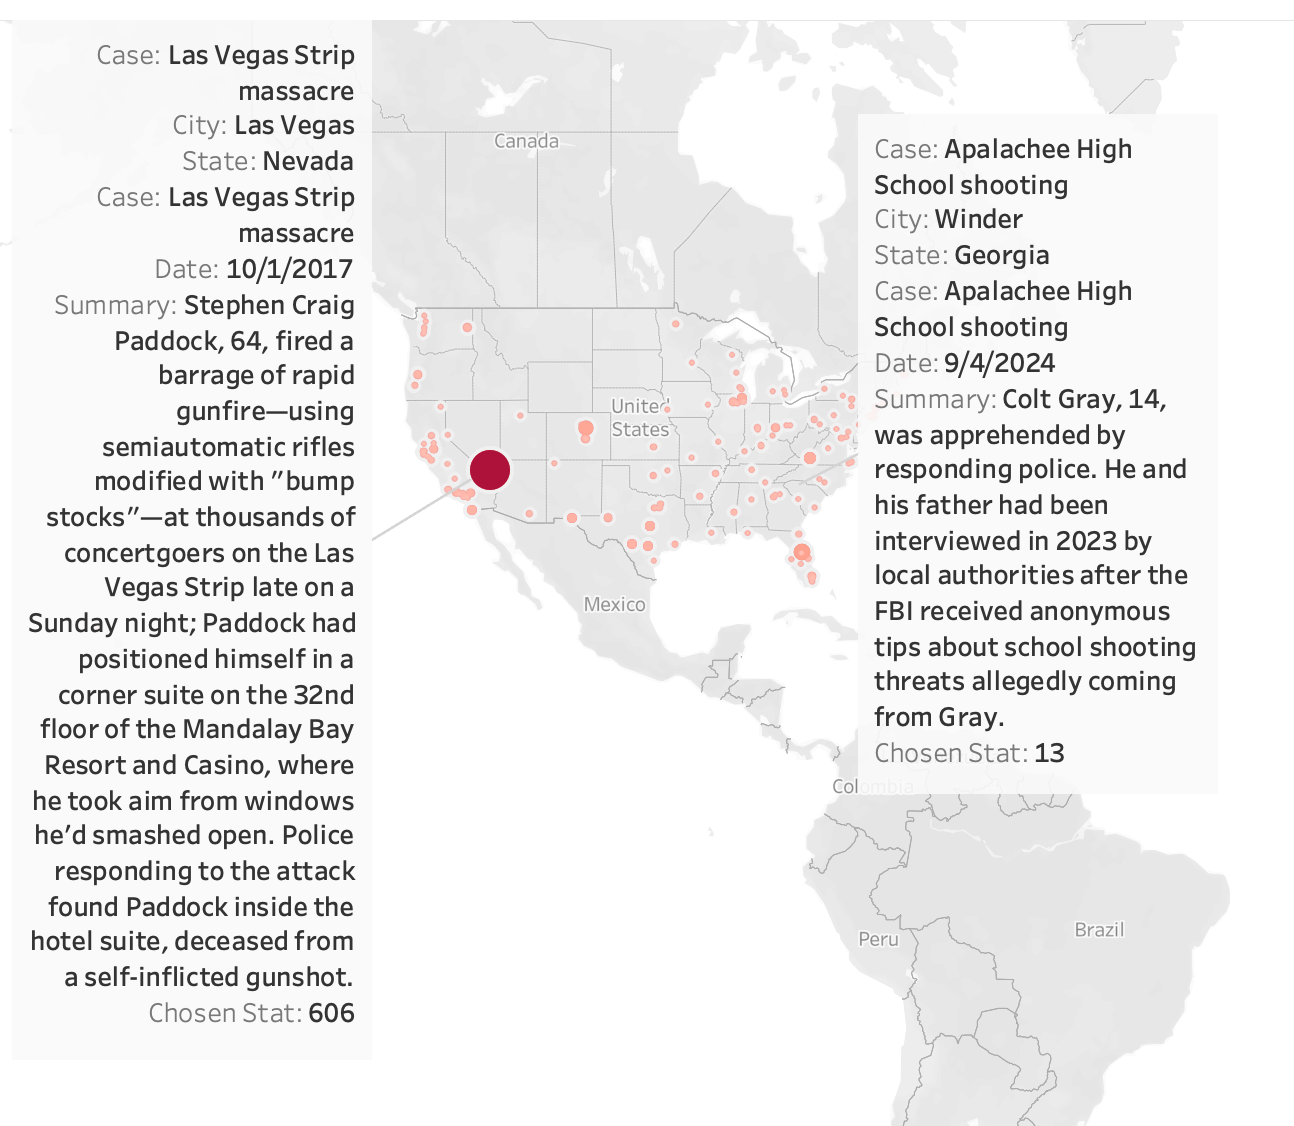 Case: Las Vegas Strip
massacre
City: Las Vegas
State: Nevada
Case: Las Vegas Strip
massacre
Date: 10/1/2017
Summary: Stephen Craig
Paddock, 64, fired a
barrage of rapid
gunfire—using
semiautomatic rifles
modified with "bump
stocks"—at thousands of
concertgoers on the Las
Vegas Strip late on a
Sunday night; Paddock had
positioned himself in a
corner suite on the 32nd
floor of the Mandalay Bay
Resort and Casino, where
he took aim from windows
he'd smashed open. Police
responding to the attack
found Paddock inside the
hotel suite, deceased from
a self-inflicted gunshot.
Chosen Stat: 606
Canada
United
States
Mexico
Colombia
Peru
Brazil
Case: Apalachee High
School shooting
City: Winder
State: Georgia
Case: Apalachee High
School shooting
Date: 9/4/2024
Summary: Colt Gray, 14,
was apprehended by
responding police. He and
his father had been
interviewed in 2023 by
local authorities after the
FBI received anonymous
tips about school shooting
threats allegedly coming
from Gray.
Chosen Stat: 13